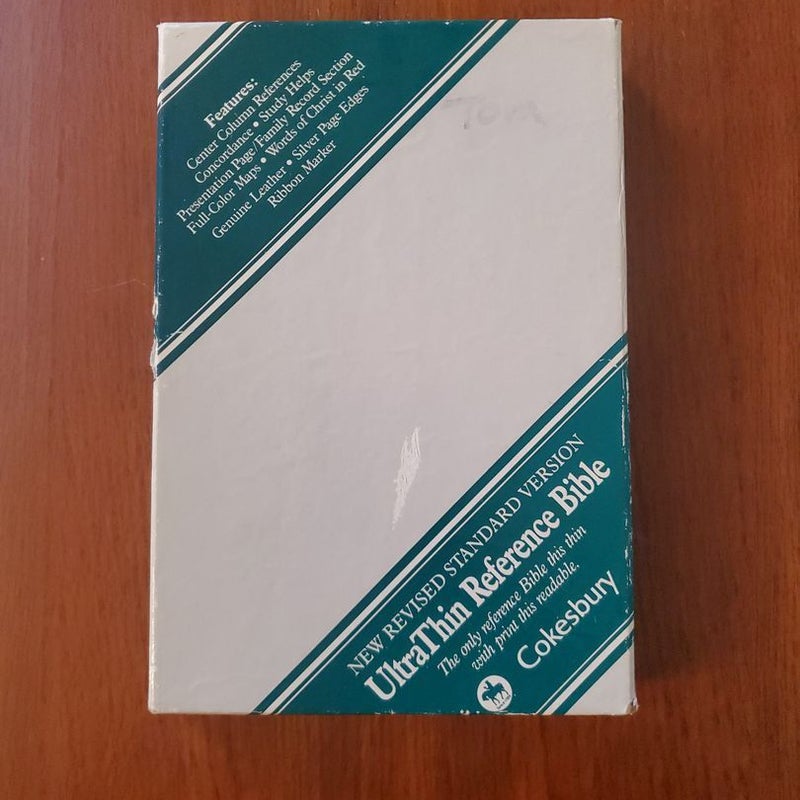 Features:
Center Column References
Concordance • Study Helps
Presentation Page/Family Record Section
Full-Color Maps • Words of Christ in Red
Genuine Leather • Silver Page Edges
Ribbon Marker
Tom
NEW REVISED STANDARD VERSION
UltraThin Reference Bible
The only reference Bible this thin
with print this readable.
Cokesbury